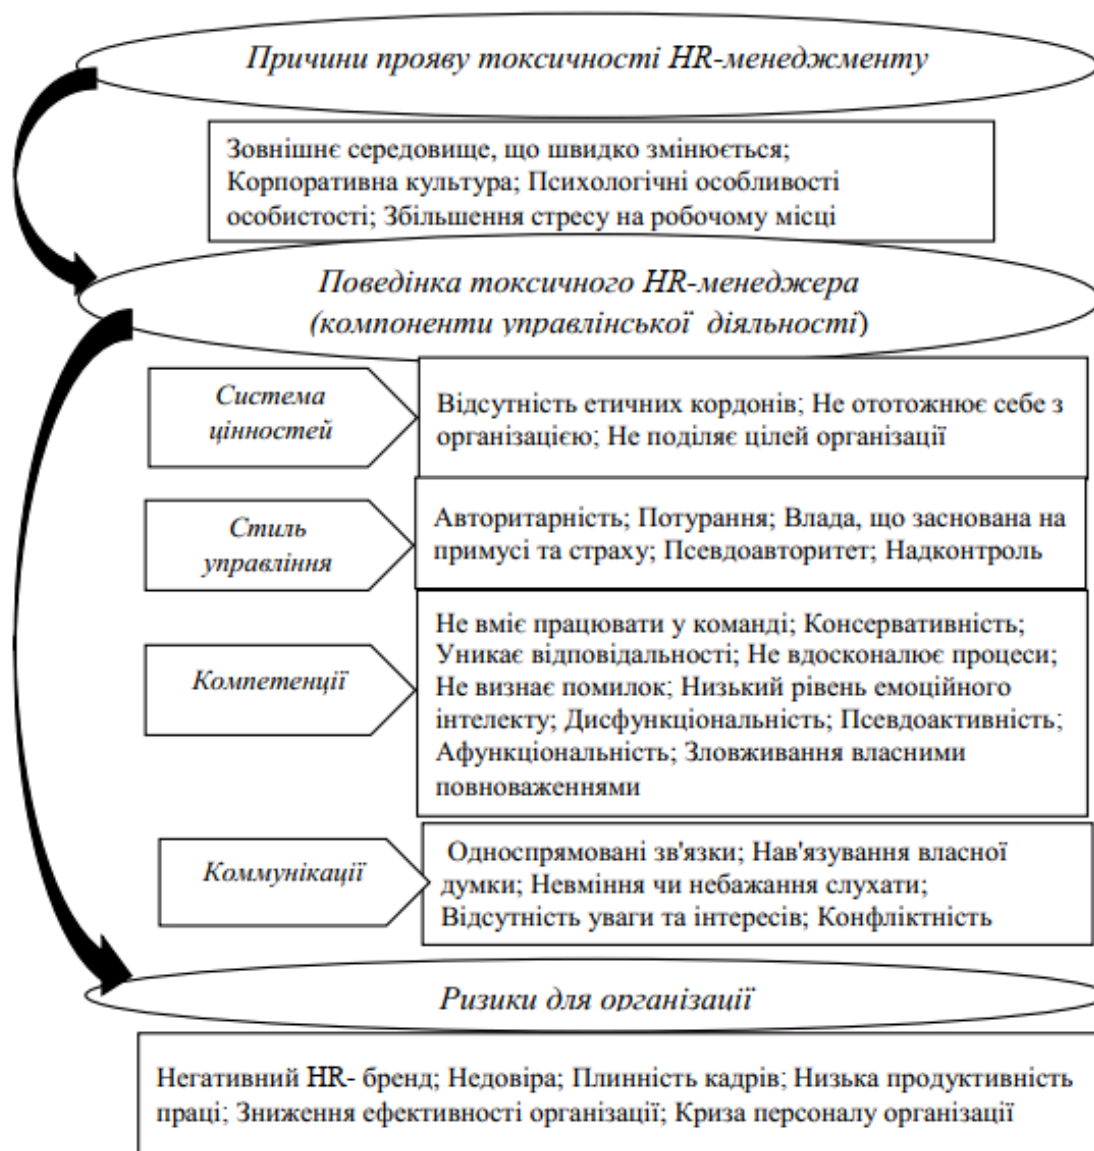 Причини прояву токсичності HR-менеджменту
Зовнішнє середовище, що швидко змінюється;
Корпоративна культура; Психологічні особливості
особистості; Збільшення стресу на робочому місці
Поведінка токсичного HR-менеджера
(компоненти управлінської діяльності)
Система
цінностей
Відсутність етичних кордонів; Не ототожнює себе з
організацією; Не поділяє цілей організації
Стиль
управління
Авторитарність; Потурання; Влада, що заснована на
примусі та страху; Псевдоавторитет; Надконтроль
Компетенції
Не вміє працювати у команді; Консервативність;
Уникає відповідальності; Не вдосконалює процеси;
Не визнає помилок; Низький рівень емоційного
інтелекту; Дисфункціональність; Псевдоактивність;
Афункціональність; Зловживання власними
повноваженнями
Коммунікації
Односпрямовані зв'язки; Нав'язування власної
думки; Невміння чи небажання слухати;
Відсутність уваги та інтересів; Конфліктність
Ризики для організації
Негативний HR- бренд; Недовіра; Плинність кадрів; Низька продуктивність
праці; Зниження ефективності організації; Криза персоналу організації